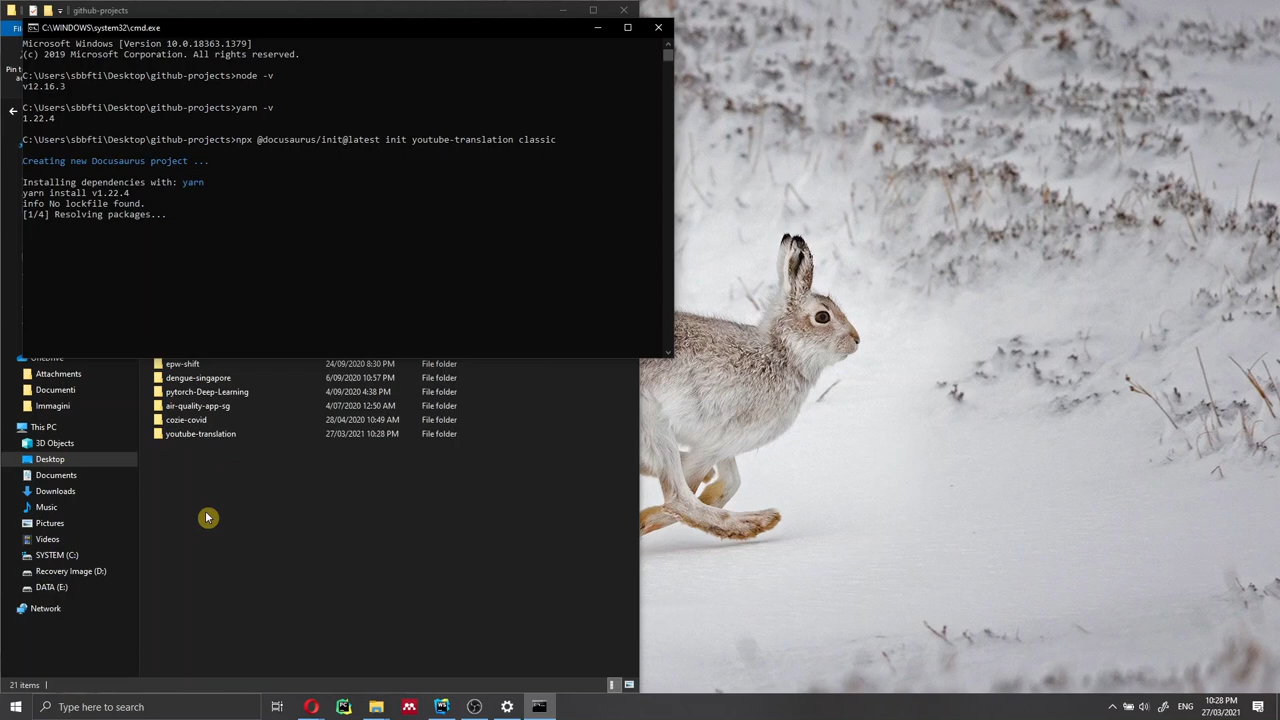 github-projects
C:\WINDOWS\system32\cmd.exe
Microsoft Windows [Version 10.0.18363.1379]
(c) 2019 Microsoft Corporation. All rights reserved.
C:\Users\sbbfti\Desktop\github-projects>node -v
v12.16.3
C:\Users\sbbfti\Desktop\github-projects>yarn -v
1.22.4
C:\Users\sbbfti\Desktop\github-projects>npx @docusaurus/init@latest init youtube-translation classic
Creating new Docusaurus project ...
Installing dependencies with: yarn
yarn install v1.22.4
info No lockfile found.
[1/4] Resolving packages...
OneDrive
Attachments
Documenti
Immagini
This PC
3D Objects
Desktop
Documents
Downloads
Music
Pictures
Videos
SYSTEM (C:)
Recovery Image (D:)
DATA (E:)
Network
epw-shift 24/09/2020 8:30 PM File folder
dengue-singapore 6/09/2020 10:57 PM File folder
pytorch-Deep-Learning 4/09/2020 4:38 PM File folder
air-quality-app-sg 4/07/2020 12:50 AM File folder
cozie-covid 28/04/2020 10:49 AM File folder
youtube-translation 27/03/2021 10:28 PM File folder
21 items
Type here to search
PC
WS
ENG
10:28 PM
27/03/2021